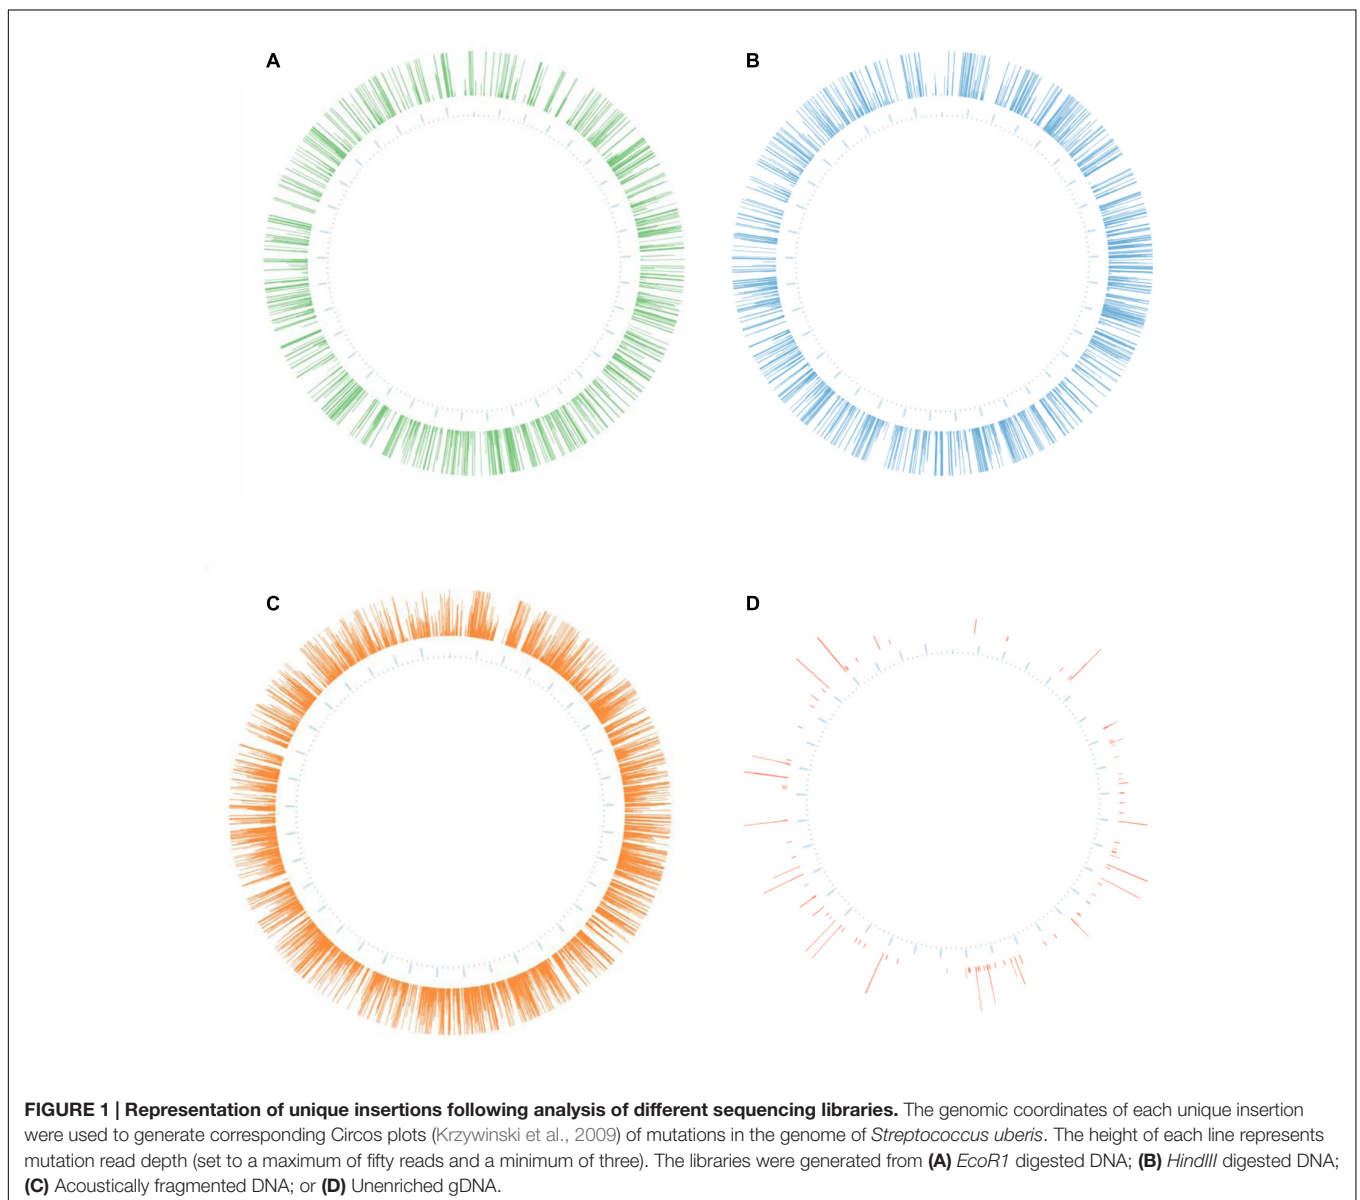 A
B
C
D
FIGURE 1 | Representation of unique insertions following analysis of different sequencing libraries. The genomic coordinates of each unique insertion
were used to generate corresponding Circos plots (Krzywinski et al., 2009) of mutations in the genome of Streptococcus uberis. The height of each line represents
mutation read depth (set to a maximum of fifty reads and a minimum of three). The libraries were generated from (A) EcoR1 digested DNA; (B) HindIII digested DNA;
(C) Acoustically fragmented DNA; or (D) Unenriched gDNA.